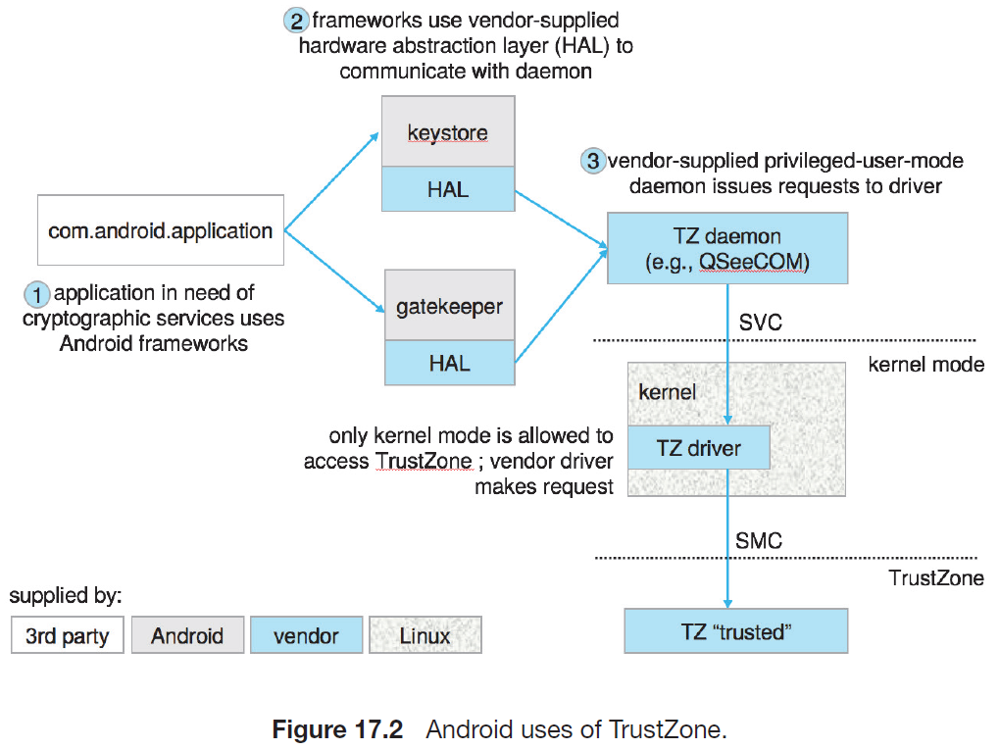 2 frameworks use vendor-supplied
hardware abstraction layer (HAL) to
communicate with daemon
keystore
HAL
3 vendor-supplied privileged-user-mode
daemon issues requests to driver
com.android.application
TZ daemon
(e.g., QSeeCOM)
1 application in need of
cryptographic services uses
Android frameworks
gatekeeper
HAL
SVC
kernel mode
kernel
only kernel mode is allowed to
access TrustZone ; vendor driver
makes request
TZ driver
SMC
TrustZone
supplied by:
3rd party
Android
vendor
Linux
TZ “trusted”
Figure 17.2 Android uses of TrustZone.